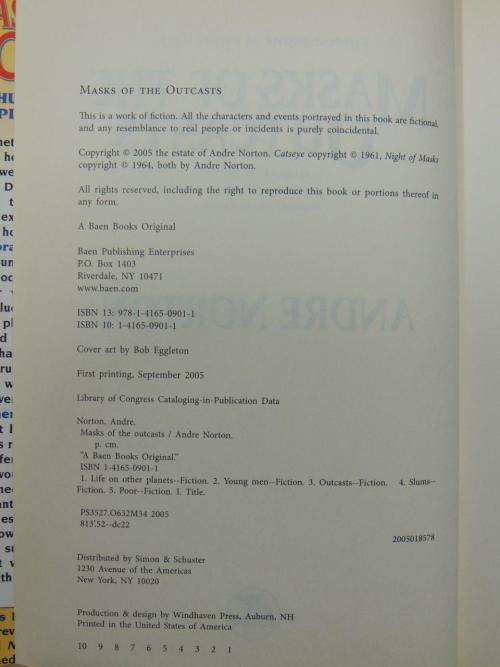 MASKS OF THE OUTCASTS
This is a work of fiction. All the characters and events portrayed in this book are fictional,
and any resemblance to real people or incidents is purely coincidental.
Copyright © 2005 the estate of Andre Norton. Catseye copyright © 1961, Night of Masks
copyright © 1964, both by Andre Norton.
All rights reserved, including the right to reproduce this book or portions thereof in
any form.
A Baen Books Original
Baen Publishing Enterprises
P.O. Box 1403
Riverdale, NY 10471
www.baen.com
ISBN 13: 978-1-4165-0901-1
ISBN 10: 1-4165-0901-1
Cover art by Bob Eggleton
First printing, September 2005
Library of Congress Cataloging-in-Publication Data
Norton, Andre.
Masks of the outcasts / Andre Norton.
p. cm.
"A Baen Books Original."
ISBN 1-4165-0901-1
1. Life on other planets--Fiction. 2. Young men--Fiction. 3. Outcasts--Fiction. 4. Slums--
Fiction. 5. Poor--Fiction. I. Title.
PS3527.O632M34 2005
813'.52--dc22
2005018578
Distributed by Simon & Schuster
1230 Avenue of the Americas
New York, NY 10020
Production & design by Windhaven Press, Auburn, NH
Printed in the United States of America
10 9 8 7 6 5 4 3 2 1